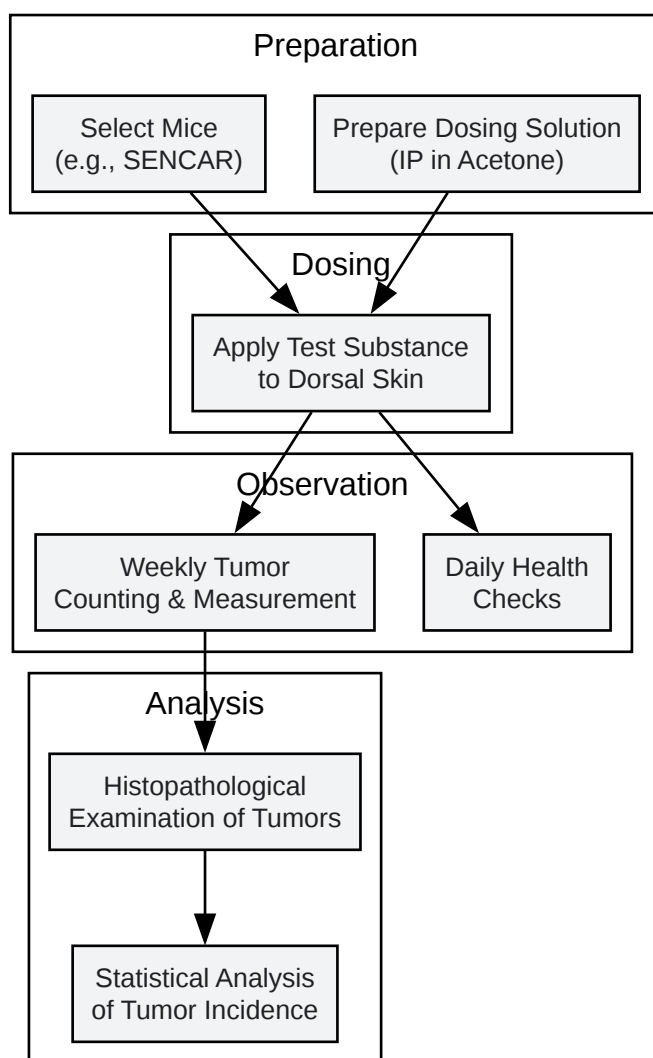 Preparation
Select Mice
(e.g., SENCAR)
Prepare Dosing Solution
(IP in Acetone)
Dosing
Apply Test Substance
to Dorsal Skin
Observation
Weekly Tumor
Counting & Measurement
Daily Health
Checks
Analysis
Histopathological
Examination of Tumors
Statistical Analysis
of Tumor Incidence